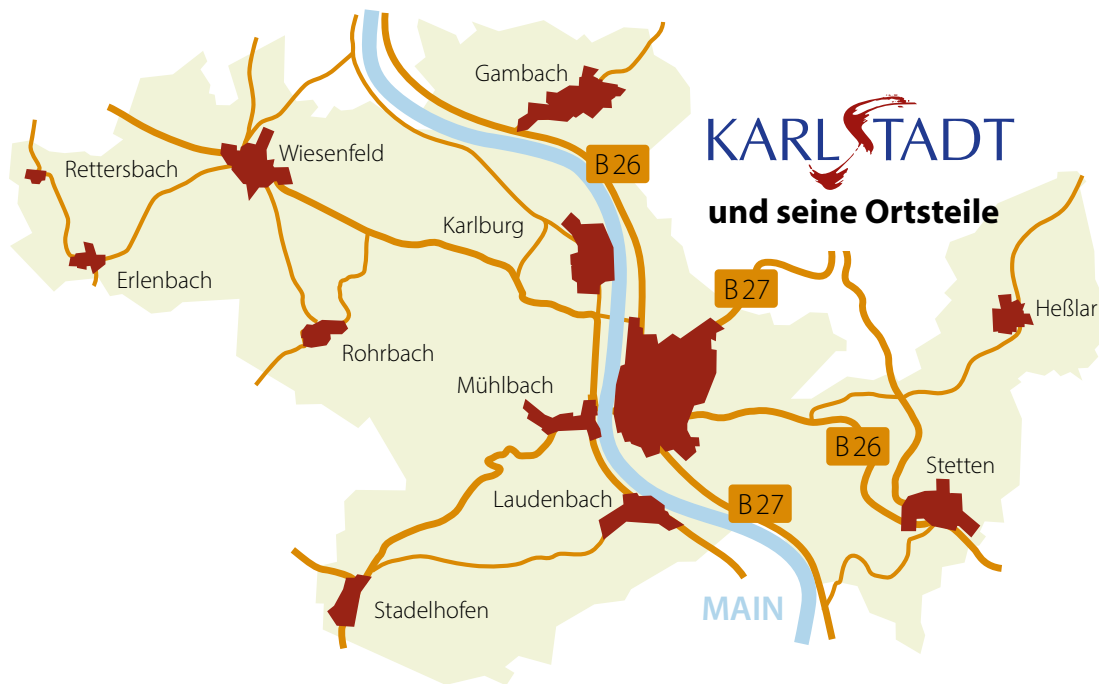 Gambach
KARLSTADT
und seine Ortsteile
B 26
Wiesenfeld
Rettersbach
Karlburg
Erlenbach
B 27
Heßlar
Rohrbach
Mühlbach
B 26
Stetten
Laudenbach
B 27
Stadelhofen
MAIN